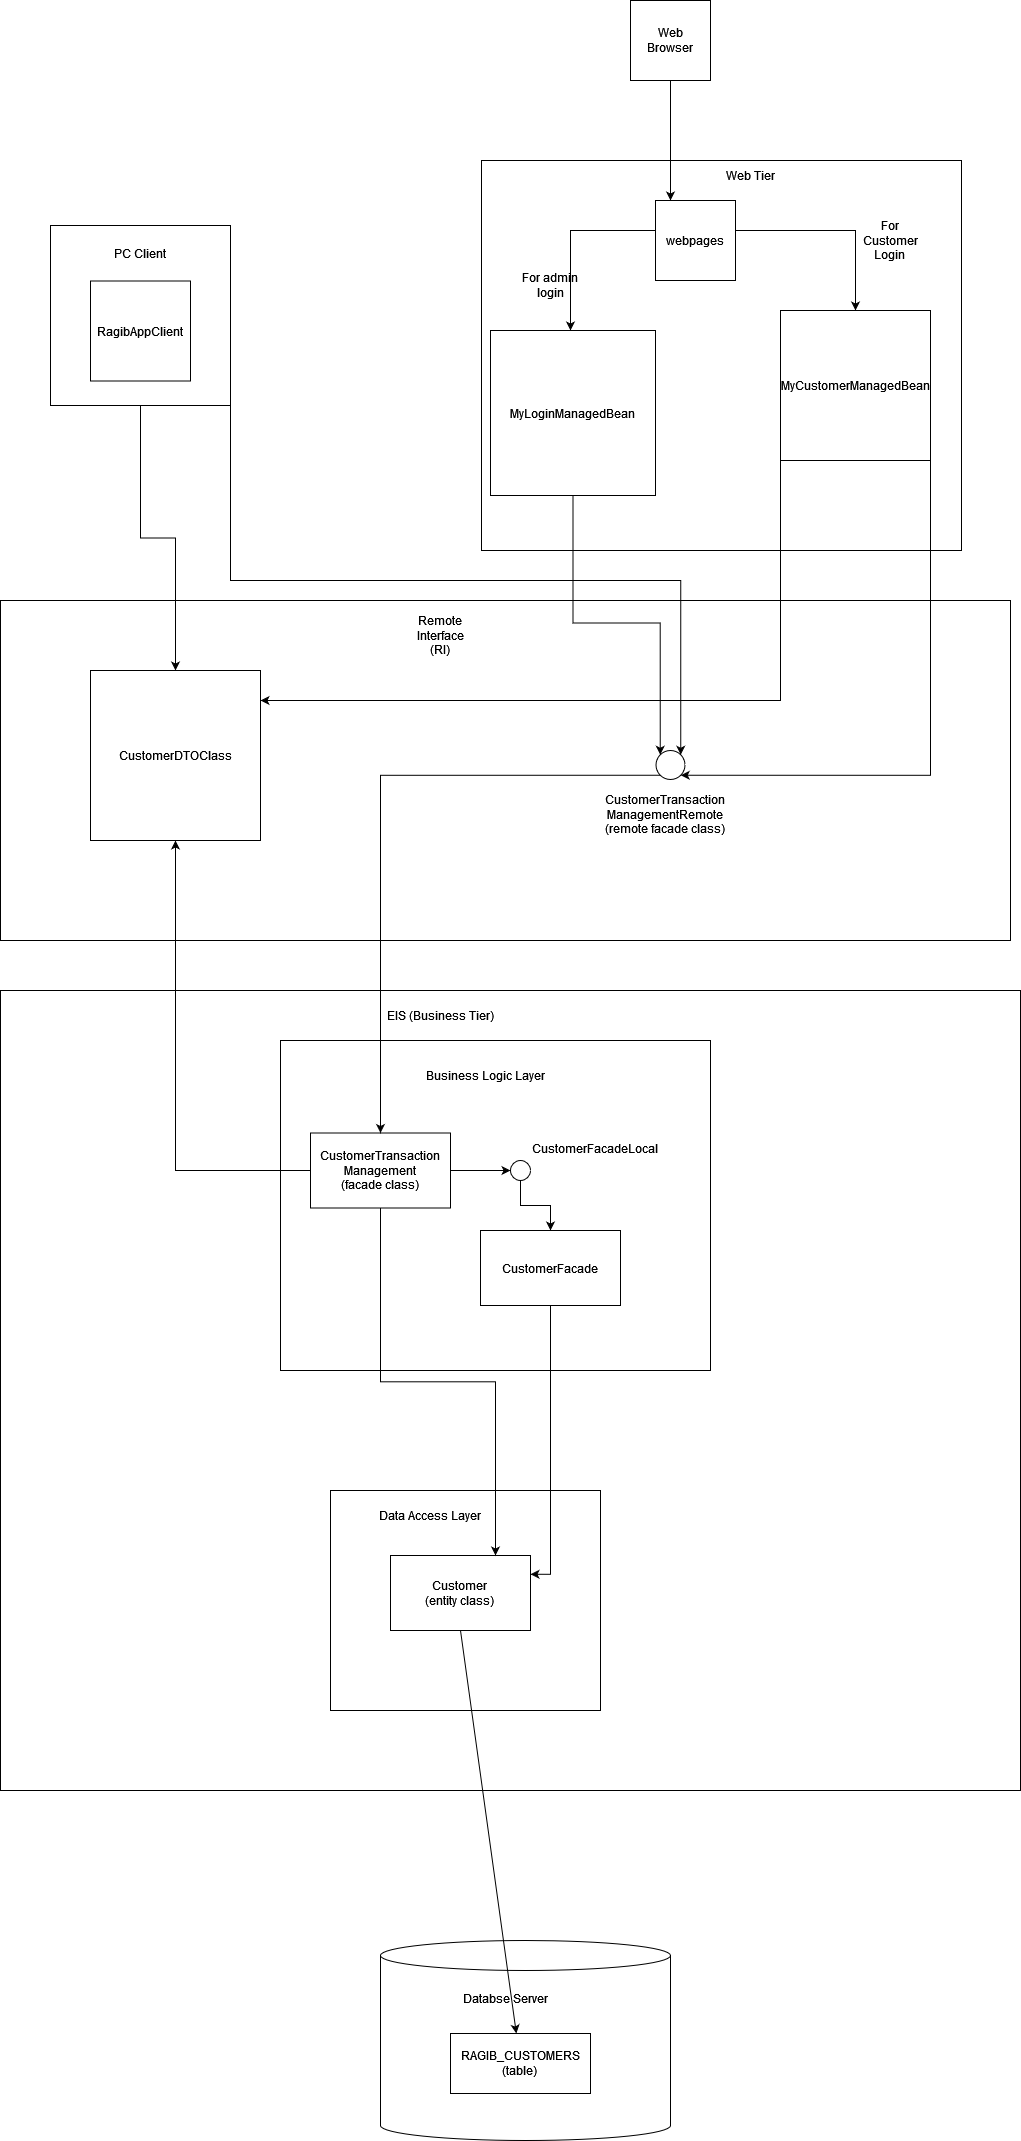 Web
Browser
Web Tier
webpages
For
Customer
Login
PC Client
For admin
login
RagibAppClient
MyCustomerManagedBean
MyLoginManagedBean
Remote
Interface
(RI)
CustomerDTOClass
CustomerTransaction
ManagementRemote
(remote facade class)
EIS (Business Tier)
Business Logic Layer
CustomerTransaction
Management
(facade class)
CustomerFacadeLocal
CustomerFacade
Data Access Layer
Customer
(entity class)
Databse Server
RAGIB_CUSTOMERS
(table)